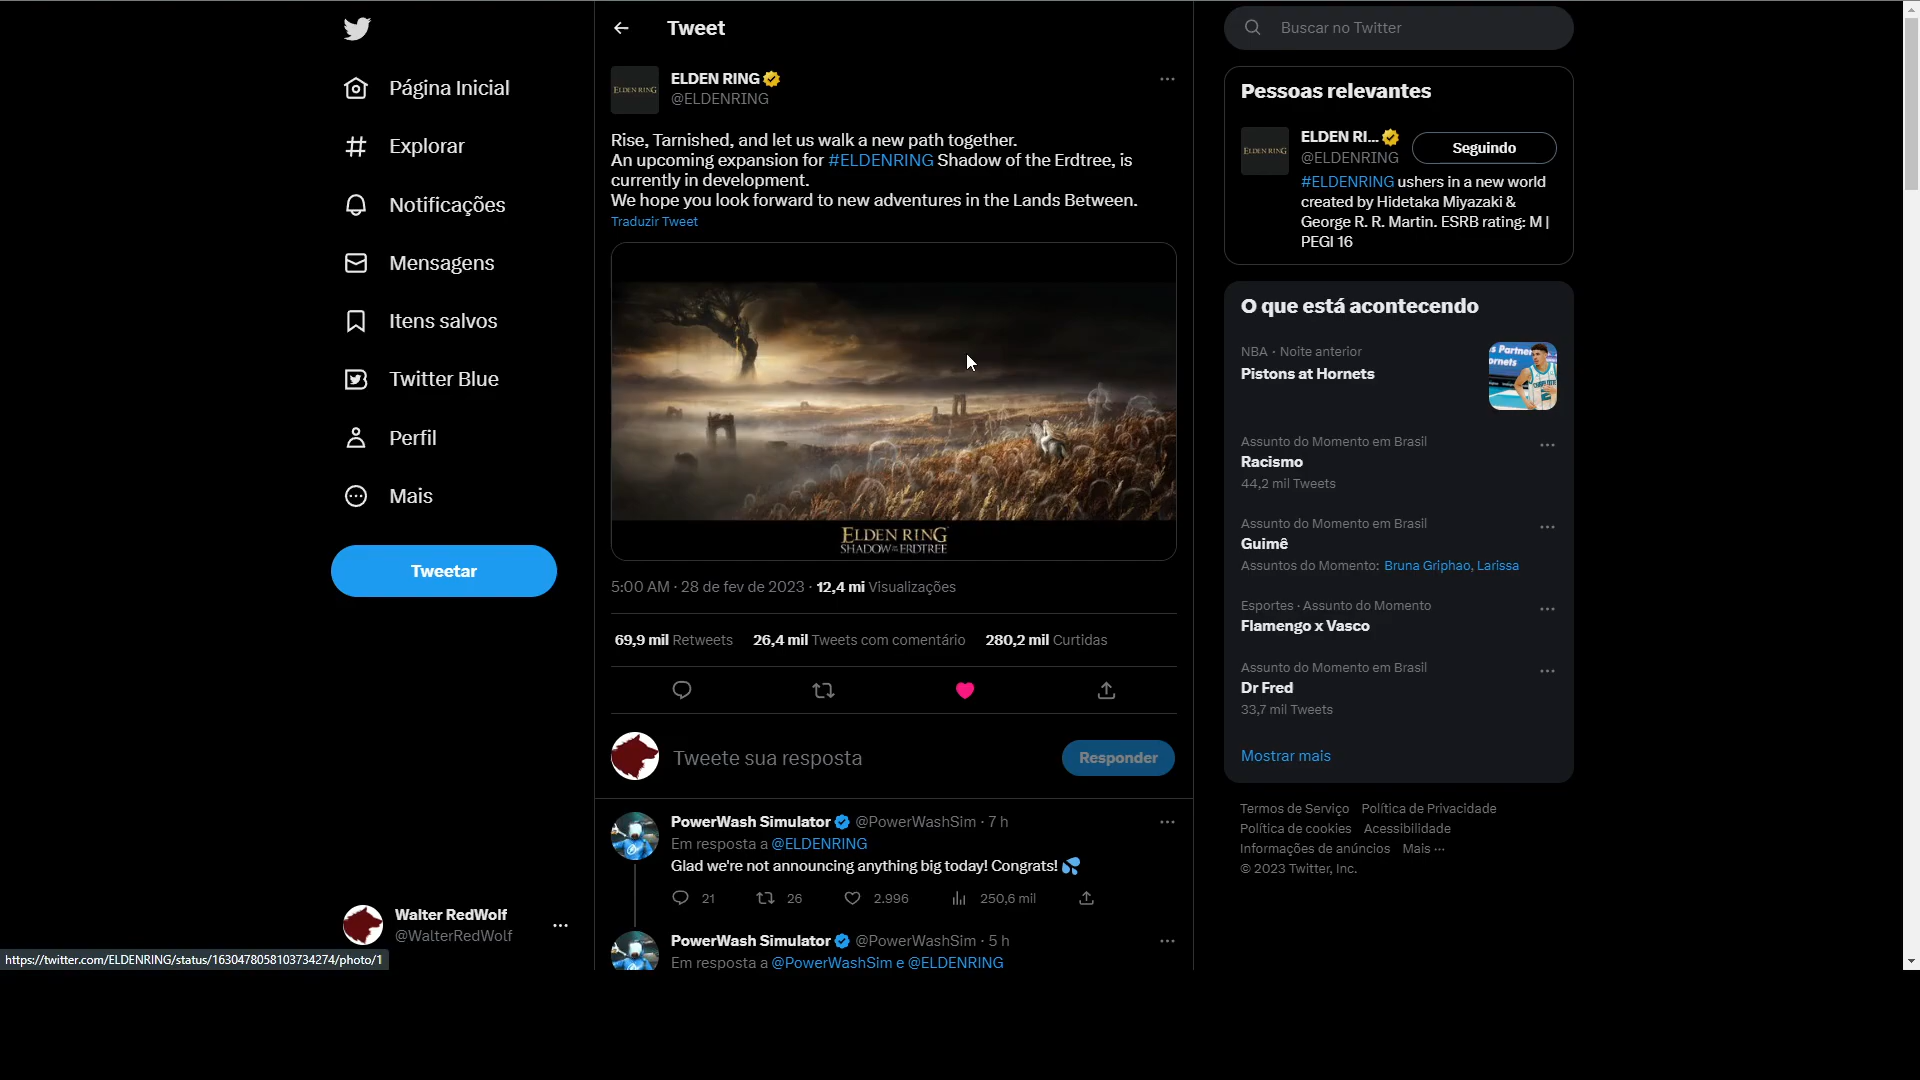 Página Inicial
Explorar
Notificações
Mensagens
Itens salvos
Twitter Blue
Perfil
Mais
Tweetar
Walter RedWolf
@WalterRedWolf
https://twitter.com/ELDENRING/status/1630478058103734274/photo/1
Tweet
ELDEN RING
ELDEN RING
@ELDENRING
Rise, Tarnished, and let us walk a new path together.
An upcoming expansion for #ELDENRING Shadow of the Erdtree, is
currently in development.
We hope you look forward to new adventures in the Lands Between.
Traduzir Tweet
ELDEN RING
SHADOW OF THE ERDTREE
5:00 AM · 28 de fev de 2023 · 12,4 mi Visualizações
69,9 mil Retweets 26,4 mil Tweets com comentário 280,2 mil Curtidas
Tweete sua resposta
Responder
PowerWash Simulator @PowerWashSim · 7 h
Em resposta a @ELDENRING
Glad we're not announcing anything big today! Congrats! 💦
21 26 2.996 250,6 mil
PowerWash Simulator @PowerWashSim · 5 h
Em resposta a @PowerWashSim e @ELDENRING
Buscar no Twitter
Pessoas relevantes
ELDEN RING
ELDEN RI...
@ELDENRING
Seguindo
#ELDENRING ushers in a new world
created by Hidetaka Miyazaki &
George R. R. Martin. ESRB rating: M |
PEGI 16
O que está acontecendo
NBA · Noite anterior
Pistons at Hornets
Assunto do Momento em Brasil
Racismo
44,2 mil Tweets
Assunto do Momento em Brasil
Guimê
Assuntos do Momento: Bruna Griphao, Larissa
Esportes · Assunto do Momento
Flamengo x Vasco
Assunto do Momento em Brasil
Dr Fred
33,7 mil Tweets
Mostrar mais
Termos de Serviço Política de Privacidade
Política de cookies Acessibilidade
Informações de anúncios Mais ...
© 2023 Twitter, Inc.